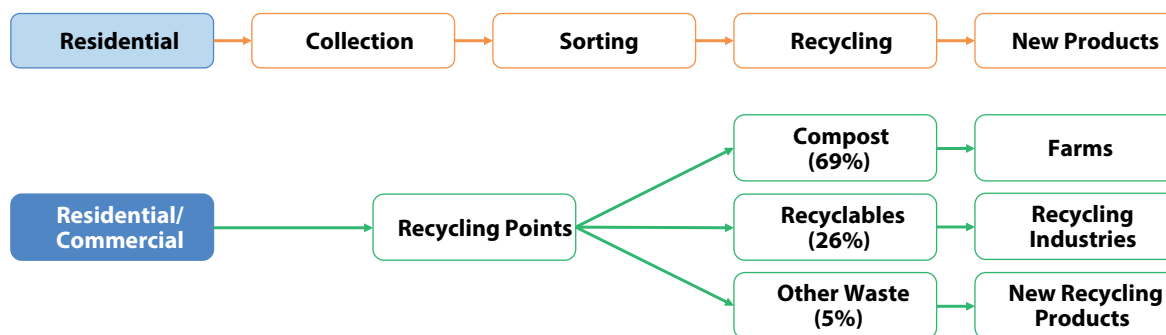 Residential
Collection
Sorting
Recycling
New Products
Residential/
Commercial
Recycling Points
Compost
(69%)
Farms
Recyclables
(26%)
Recycling
Industries
Other Waste
(5%)
New Recycling
Products